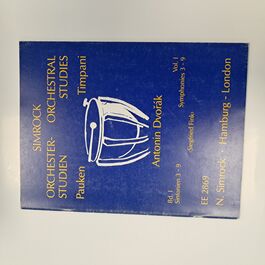 SIMROCK
ORCHESTER- ORCHESTRAL
STUDIEN STUDIES
Pauken Timpani
Antonin Dvořák
Bd. I Vol. I
Sinfonien 3 - 9 Symphonies 3 - 9
Siegfried Fink
EE 2869
N. Simrock - Hamburg - London